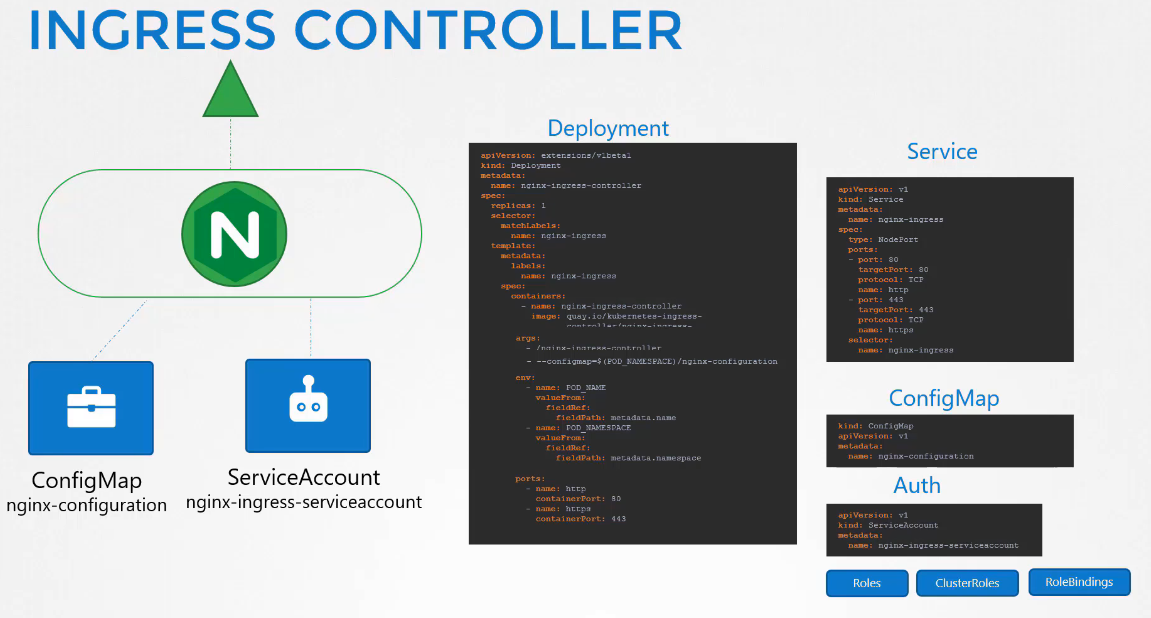 INGRESS CONTROLLER
N
ConfigMap
nginx-configuration
ServiceAccount
nginx-ingress-serviceaccount
Deployment
apiVersion: extensions/v1beta1
kind: Deployment
metadata:
  name: nginx-ingress-controller
spec:
  replicas: 1
  selector:
    matchLabels:
      name: nginx-ingress
  template:
    metadata:
      labels:
        name: nginx-ingress
    spec:
      containers:
        - name: nginx-ingress-controller
          image: quay.io/kubernetes-ingress-
                 controller/nginx-ingress-
       args:
         - /nginx-ingress-controller
         - --configmap=$(POD_NAMESPACE)/nginx-configuration
       env:
         - name: POD_NAME
           valueFrom:
             fieldRef:
               fieldPath: metadata.name
         - name: POD_NAMESPACE
           valueFrom:
             fieldRef:
               fieldPath: metadata.namespace
       ports:
         - name: http
           containerPort: 80
         - name: https
           containerPort: 443
Service
apiVersion: v1
kind: Service
metadata:
  name: nginx-ingress
spec:
  type: NodePort
  ports:
  - port: 80
    targetPort: 80
    protocol: TCP
    name: http
  - port: 443
    targetPort: 443
    protocol: TCP
    name: https
  selector:
    name: nginx-ingress
ConfigMap
kind: ConfigMap
apiVersion: v1
metadata:
  name: nginx-configuration
Auth
apiVersion: v1
kind: ServiceAccount
metadata:
  name: nginx-ingress-serviceaccount
Roles
ClusterRoles
RoleBindings